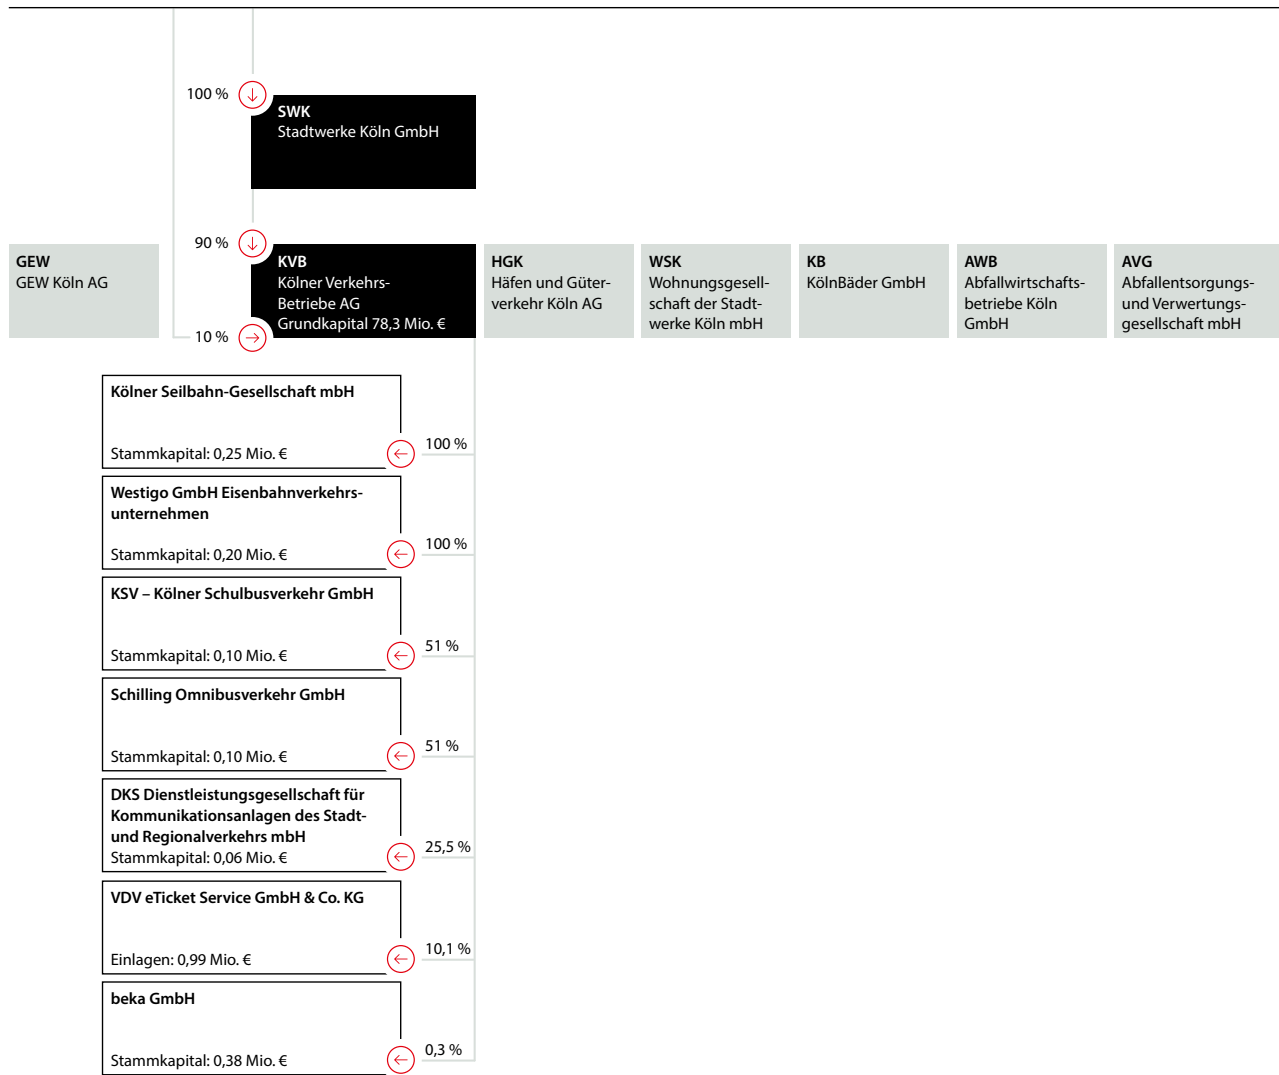 100 %
SWK
Stadtwerke Köln GmbH
90 %
10 %
GEW
GEW Köln AG
KVB
Kölner Verkehrs-
Betriebe AG
Grundkapital 78,3 Mio. €
HGK
Häfen und Güter-
verkehr Köln AG
WSK
Wohnungsgesell-
schaft der Stadt-
werke Köln mbH
KB
KölnBäder GmbH
AWB
Abfallwirtschafts-
betriebe Köln
GmbH
AVG
Abfallentsorgungs-
und Verwertungs-
gesellschaft mbH
Kölner Seilbahn-Gesellschaft mbH
Stammkapital: 0,25 Mio. €
100 %
Westigo GmbH Eisenbahnverkehrs-
unternehmen
Stammkapital: 0,20 Mio. €
100 %
KSV – Kölner Schulbusverkehr GmbH
Stammkapital: 0,10 Mio. €
51 %
Schilling Omnibusverkehr GmbH
Stammkapital: 0,10 Mio. €
51 %
DKS Dienstleistungsgesellschaft für
Kommunikationsanlagen des Stadt-
und Regionalverkehrs mbH
Stammkapital: 0,06 Mio. €
25,5 %
VDV eTicket Service GmbH & Co. KG
Einlagen: 0,99 Mio. €
10,1 %
beka GmbH
Stammkapital: 0,38 Mio. €
0,3 %